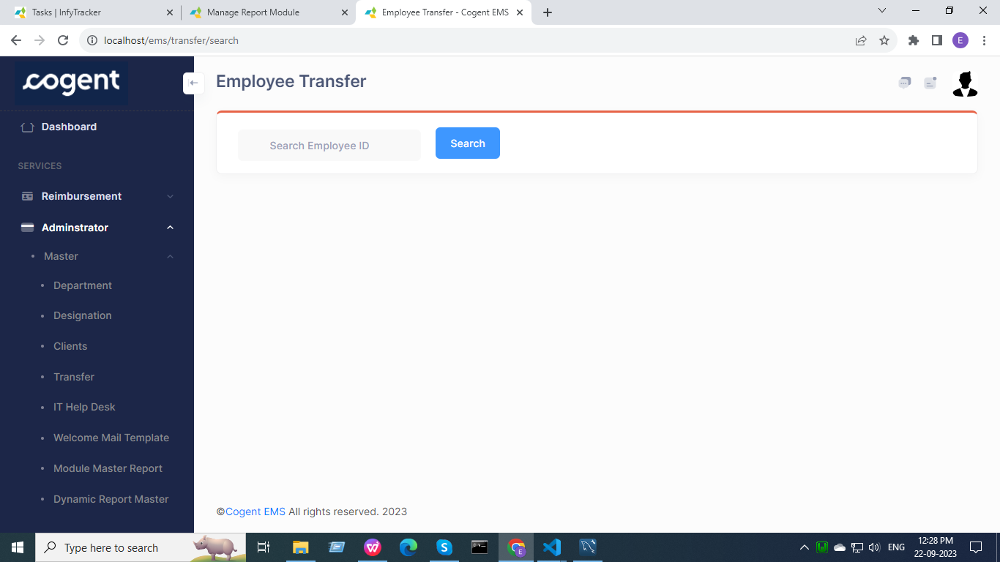 Tasks | InfyTracker
Manage Report Module
Employee Transfer - Cogent EMS
localhost/ems/transfer/search
E
cogent
Employee Transfer
Dashboard
Search Employee ID
Search
SERVICES
Reimbursement
Adminstrator
Master
Department
Designation
Clients
Transfer
IT Help Desk
Welcome Mail Template
Module Master Report
Dynamic Report Master
©Cogent EMS All rights reserved. 2023
Type here to search
ENG
12:28 PM
22-09-2023